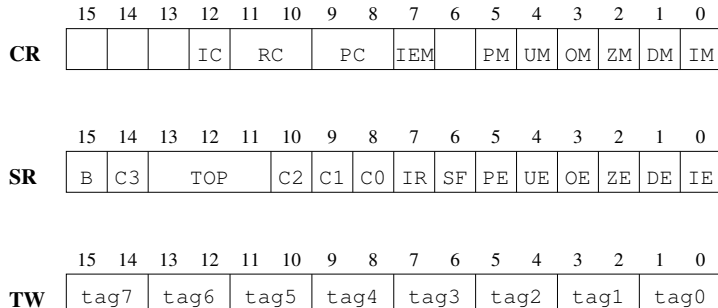 15 14 13 12 11 10 9 8 7 6 5 4 3 2 1 0
CR IC RC PC IEM PM UM OM ZM DM IM
15 14 13 12 11 10 9 8 7 6 5 4 3 2 1 0
SR B C3 TOP C2 C1 C0 IR SF PE UE OE ZE DE IE
15 14 13 12 11 10 9 8 7 6 5 4 3 2 1 0
TW tag7 tag6 tag5 tag4 tag3 tag2 tag1 tag0